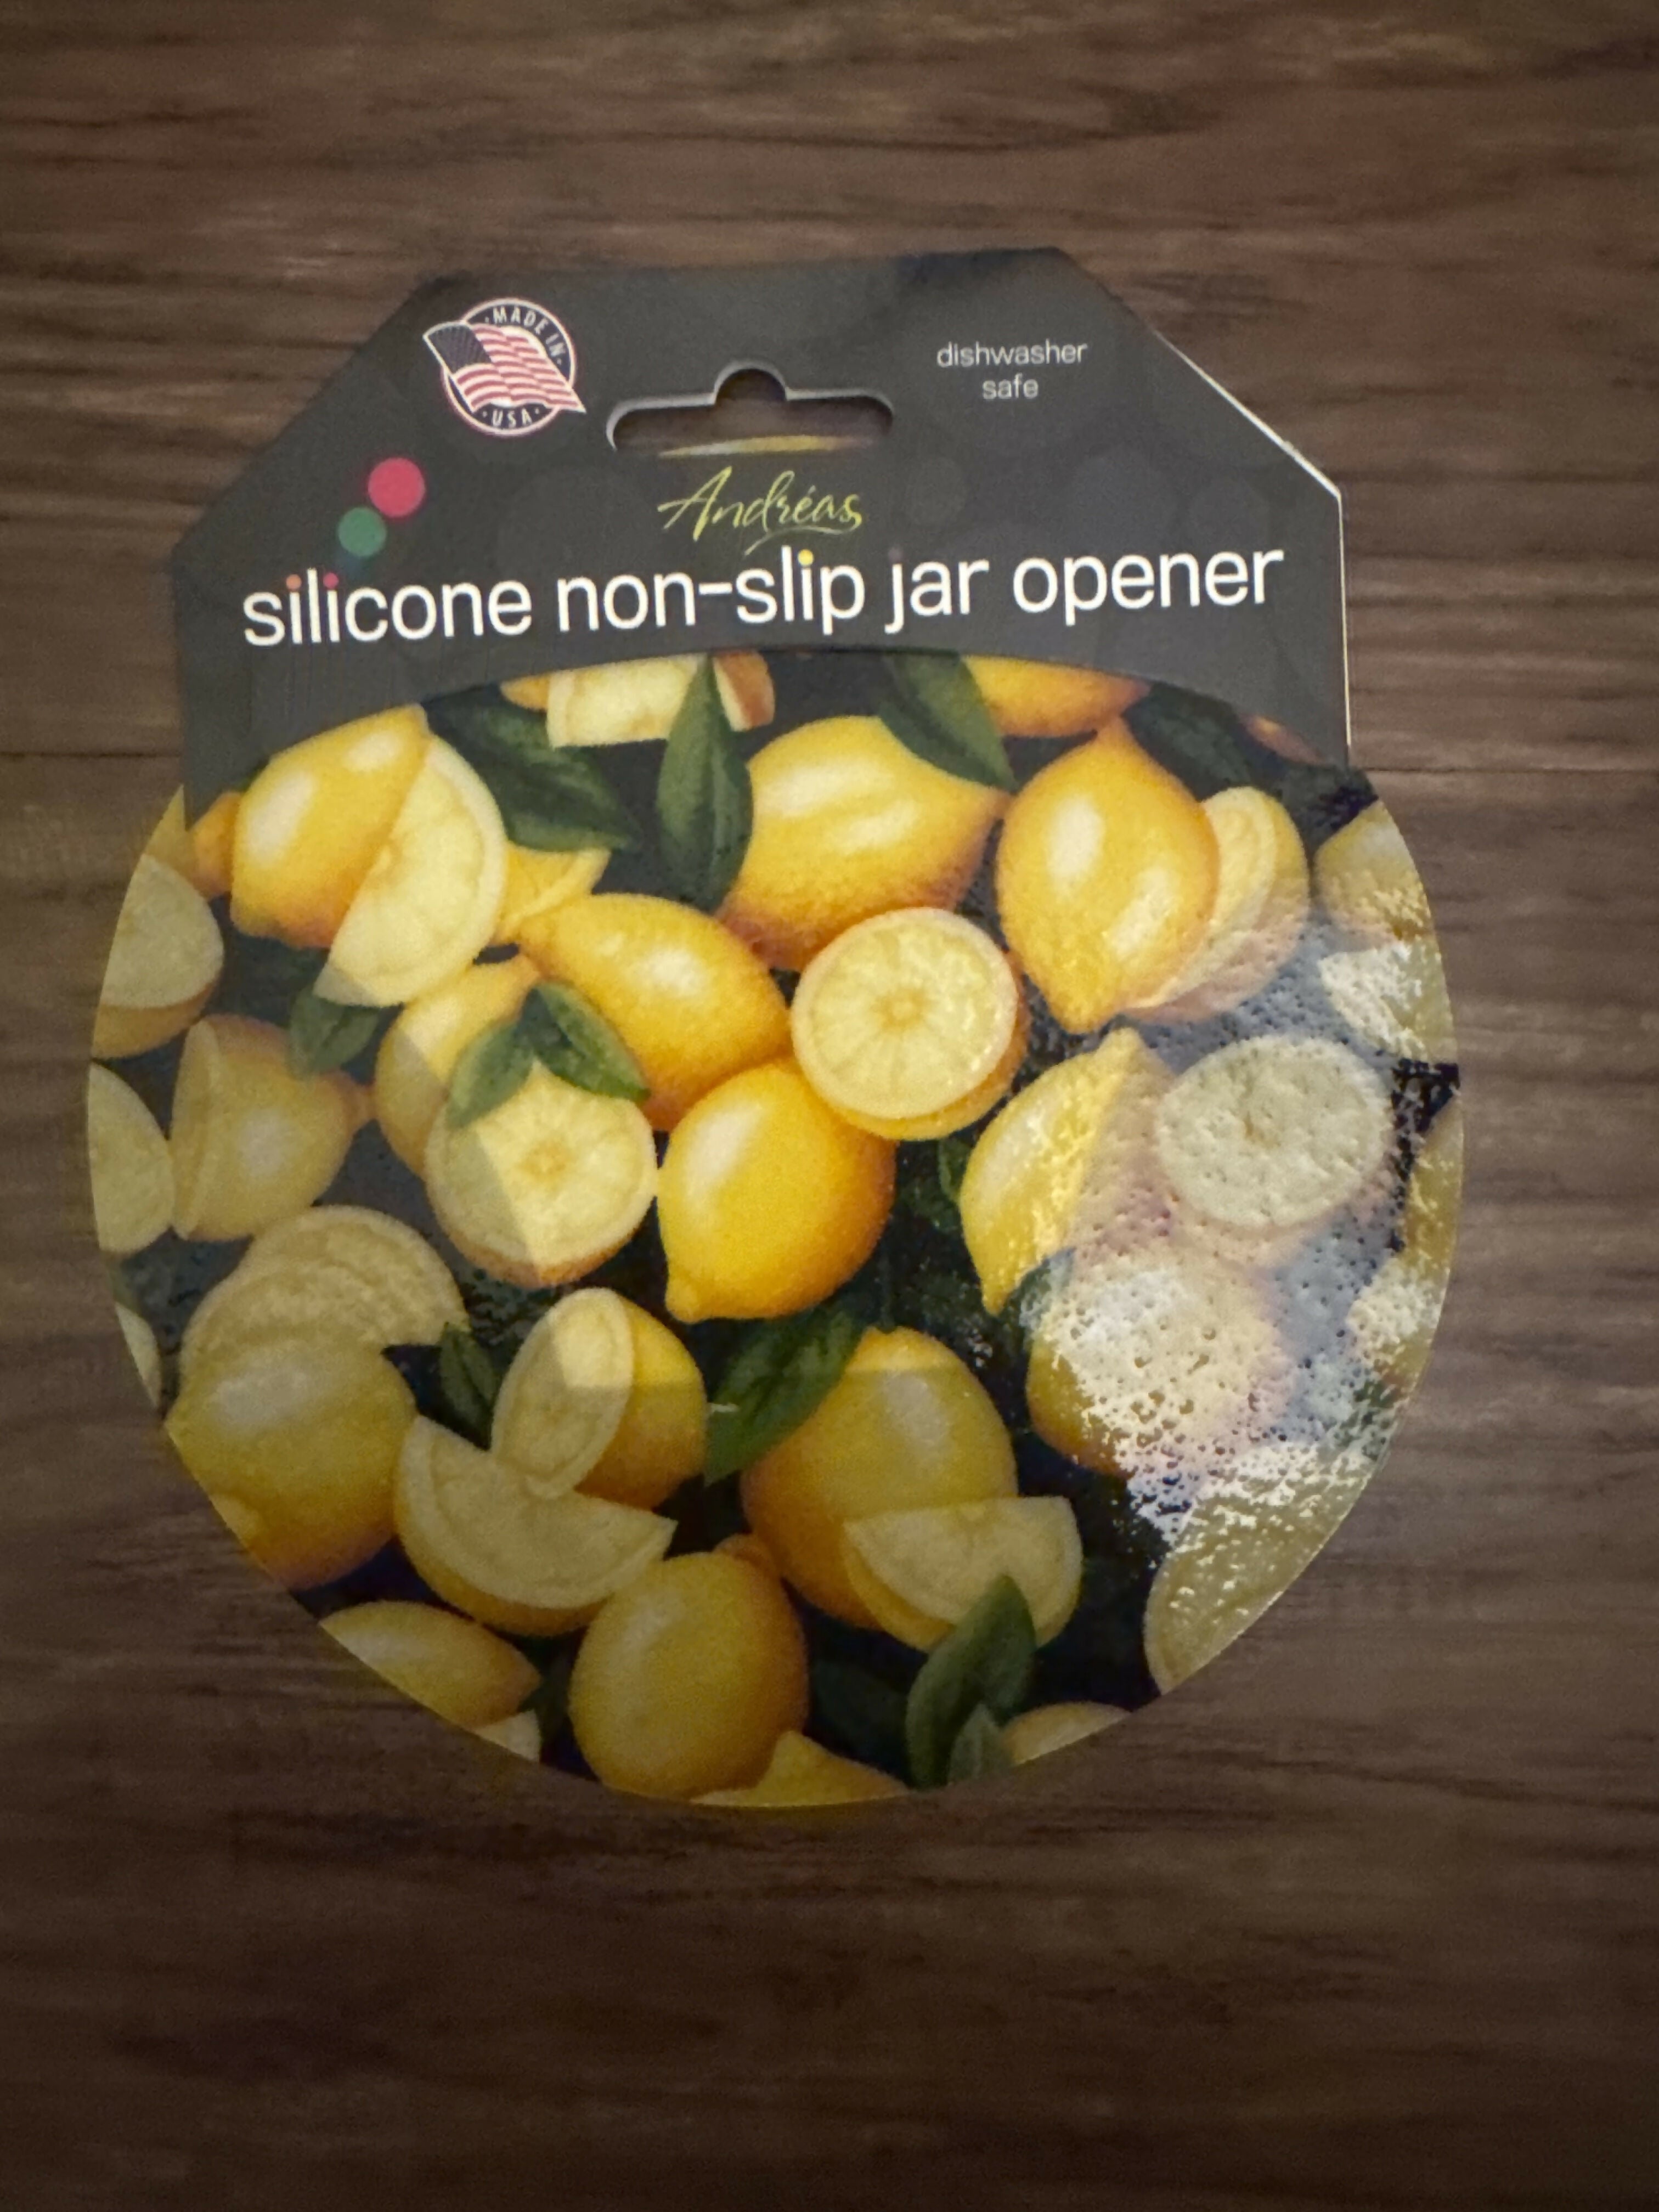 MADE IN
USA
dishwasher
safe
Andréas
silicone non-slip jar opener